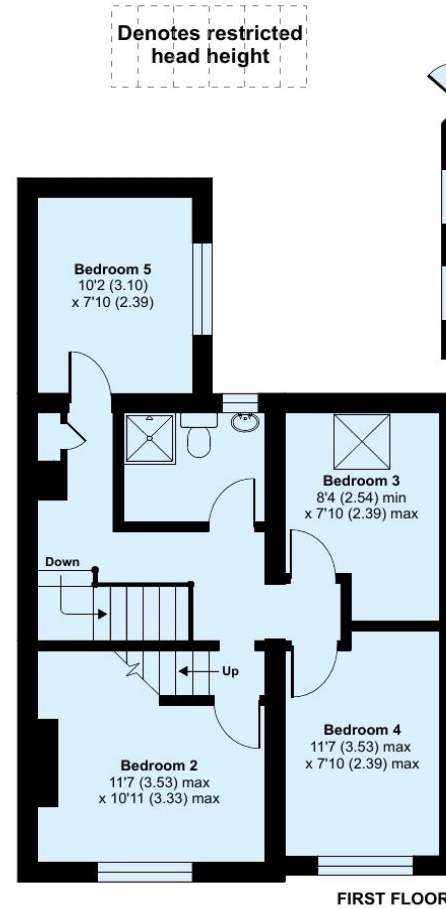 Denotes restricted
head height
Bedroom 5
10'2 (3.10)
x 7'10 (2.39)
Bedroom 3
8'4 (2.54) min
x 7'10 (2.39) max
Down
Up
Bedroom 4
11'7 (3.53) max
x 7'10 (2.39) max
Bedroom 2
11'7 (3.53) max
x 10'11 (3.33) max
FIRST FLOOR